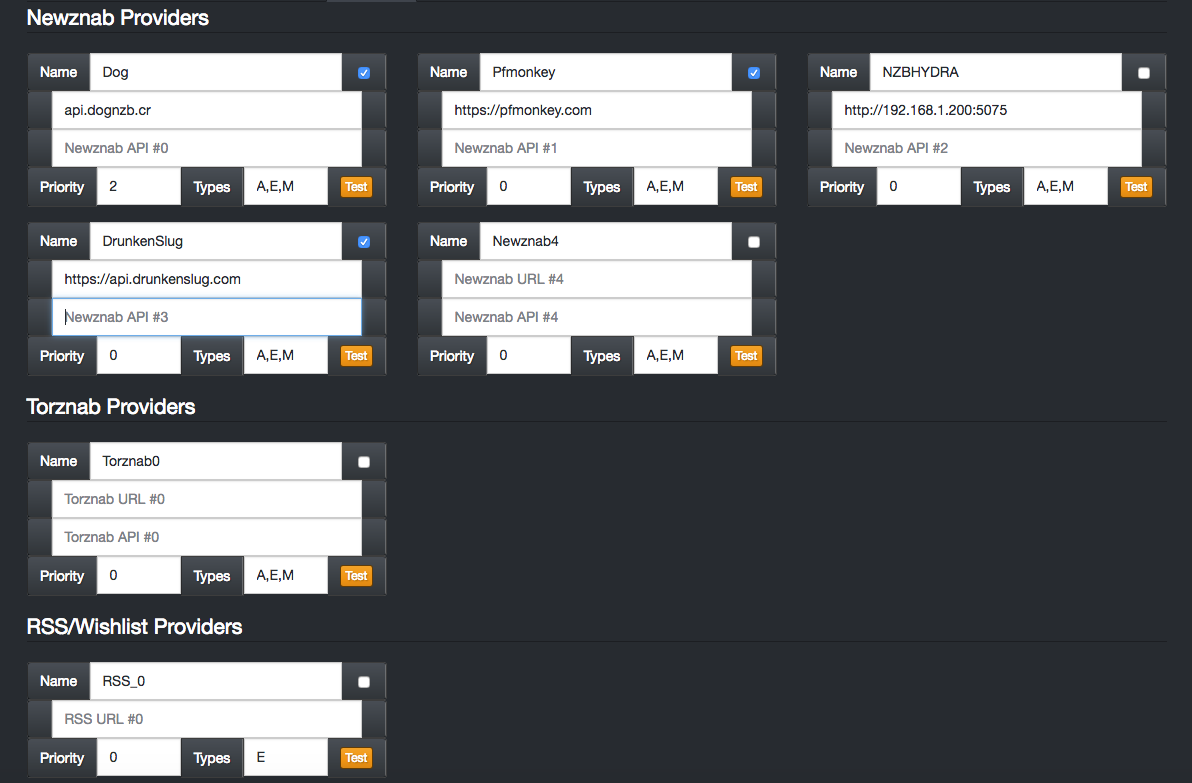 Newznab Providers
Name Dog
api.dognzb.cr
Newznab API #0
Priority 2 Types A,E,M Test
Name Pfmonkey
https://pfmonkey.com
Newznab API #1
Priority 0 Types A,E,M Test
Name NZBHYDRA
http://192.168.1.200:5075
Newznab API #2
Priority 0 Types A,E,M Test
Name DrunkenSlug
https://api.drunkenslug.com
Newznab API #3
Priority 0 Types A,E,M Test
Name Newznab4
Newznab URL #4
Newznab API #4
Priority 0 Types A,E,M Test
Torznab Providers
Name Torznab0
Torznab URL #0
Torznab API #0
Priority 0 Types A,E,M Test
RSS/Wishlist Providers
Name RSS_0
RSS URL #0
Priority 0 Types E Test